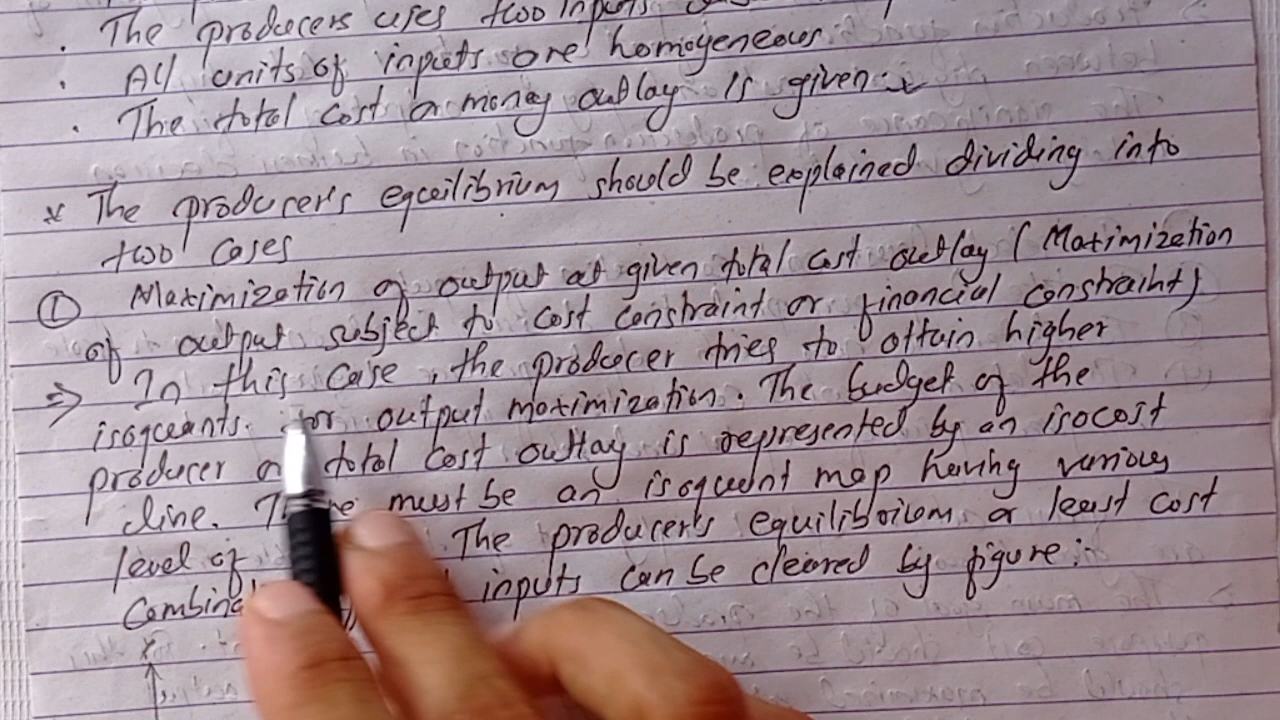 . The producers uses two inputs
. All units of inputs are homogeneous.
. The total cost or money outlay is given :-
* The producer's equilibrium should be explained dividing into
two cases
① Maximization of output at given total cost outlay (Maximization
of output subject to cost constraint or financial constraint)
⇒ In this case, the producer tries to attain higher
isoquants. for output maximization. The budget of the
producer or total cost outlay is represented by an isocost
line. There must be an isoquent map having various
level of The producer's equilibrium or least cost
inputs can be cleared by figure:-
x